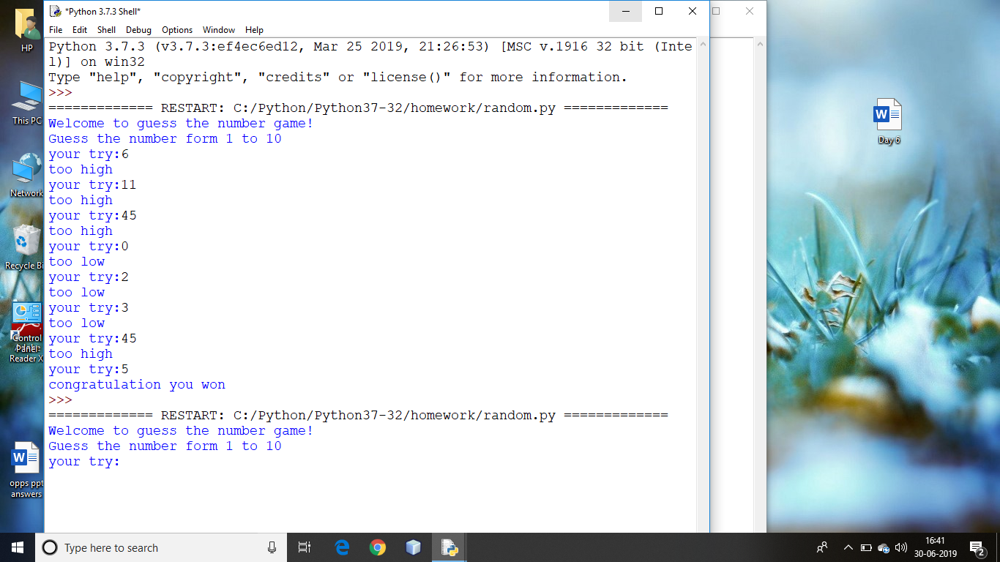 *Python 3.7.3 Shell*
File Edit Shell Debug Options Window Help
Python 3.7.3 (v3.7.3:ef4ec6ed12, Mar 25 2019, 21:26:53) [MSC v.1916 32 bit (Inte
l)] on win32
Type "help", "copyright", "credits" or "license()" for more information.
>>>
============= RESTART: C:/Python/Python37-32/homework/random.py =============
Welcome to guess the number game!
Guess the number form 1 to 10
your try:6
too high
your try:11
too high
your try:45
too high
your try:0
too low
your try:2
too low
your try:3
too low
your try:45
too high
your try:5
congratulation you won
>>>
============= RESTART: C:/Python/Python37-32/homework/random.py =============
Welcome to guess the number game!
Guess the number form 1 to 10
your try:
HP
This PC
Network
Recycle Bi
Control
Panel
Reader X
W
opps ppt
answers
W
Day 6
Type here to search
16:41
30-06-2019
2